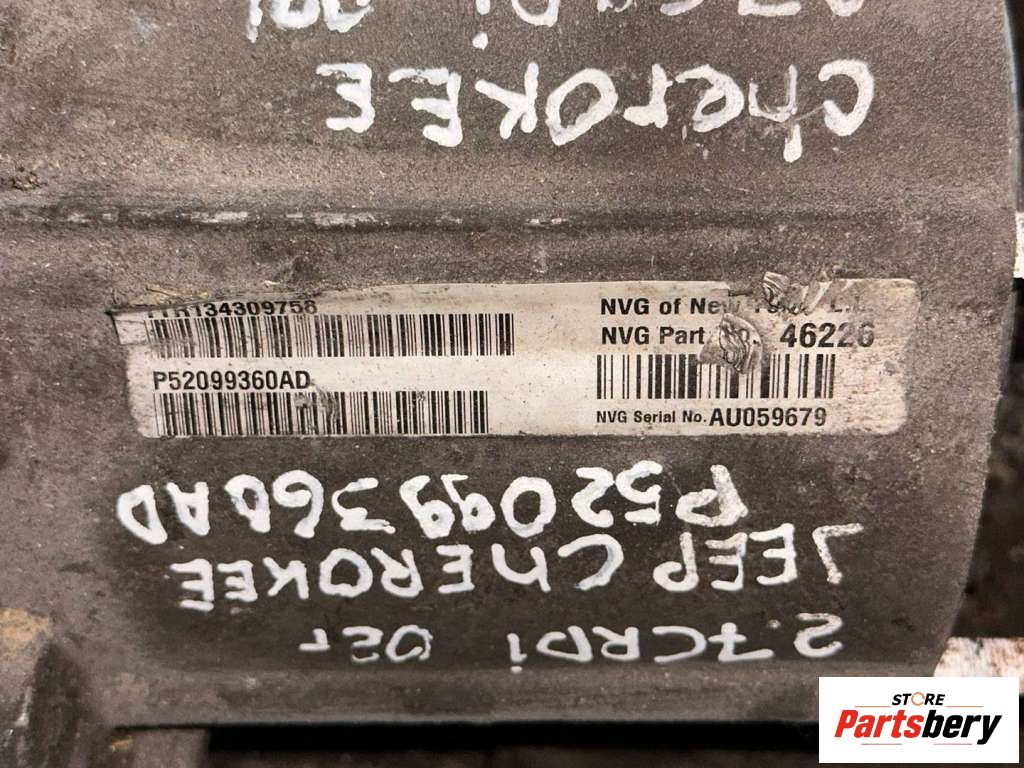 CHEROKEE
TTR134309758
P52099360AD
NVG of New
NVG Part 46226
NVG Serial No. AU059679
P52099360AD
JEEP CHEROKEE
2.7CRDi 02r
STORE
Partsbery